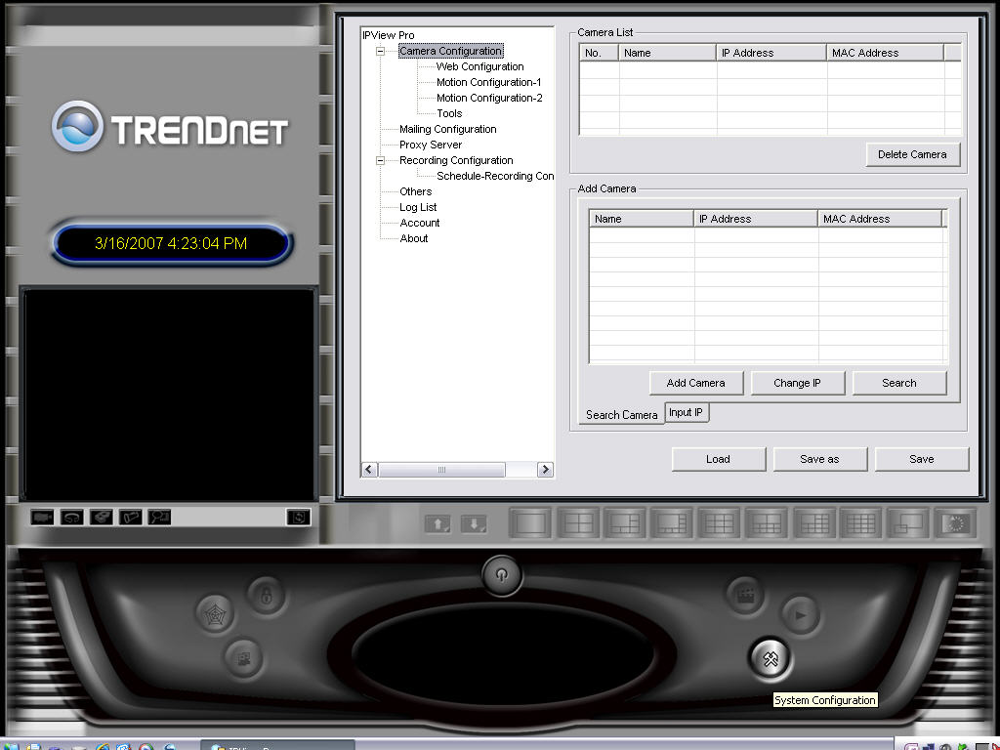 TRENDNET
3/16/2007 4:23:04 PM
IPView Pro
Camera Configuration
Web Configuration
Motion Configuration-1
Motion Configuration-2
Tools
Mailing Configuration
Proxy Server
Recording Configuration
Schedule-Recording Con
Others
Log List
Account
About
Camera List
No. Name IP Address MAC Address
Delete Camera
Add Camera
Name IP Address MAC Address
Add Camera Change IP Search
Search Camera Input IP
Load Save as Save
System Configuration